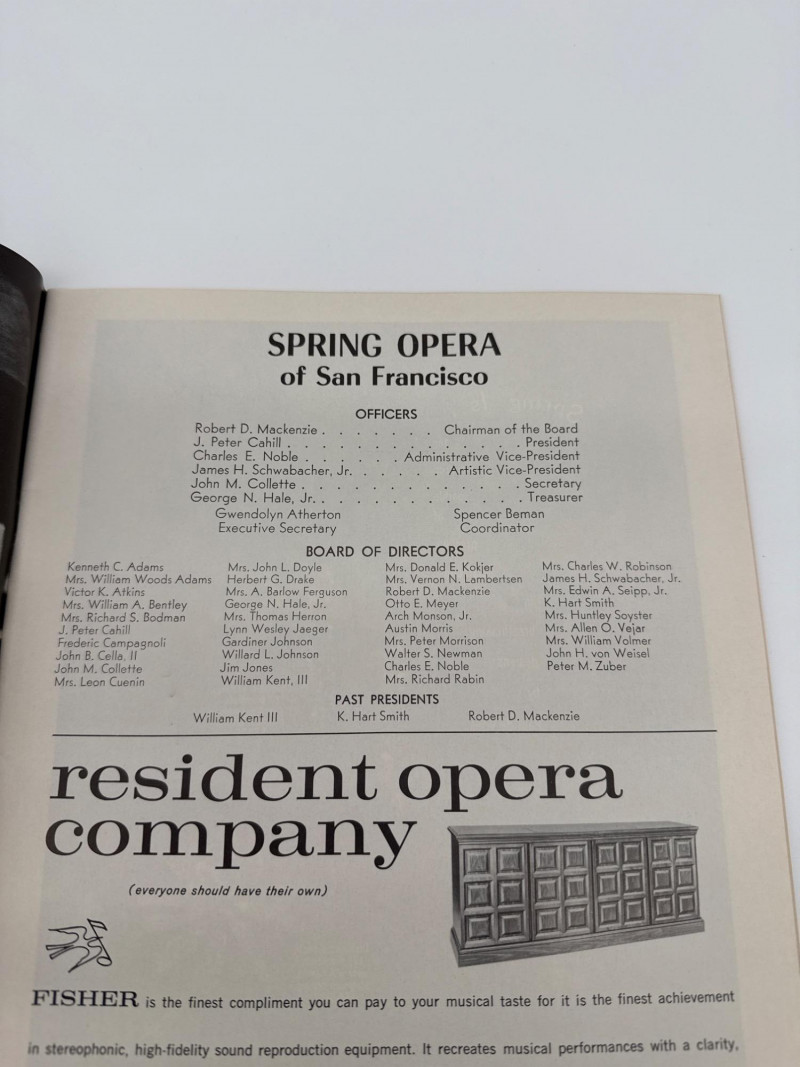 SPRING OPERA
of San Francisco
OFFICERS
Robert D. Mackenzie . . . . . . . Chairman of the Board
J. Peter Cahill . . . . . . . . . . . . . President
Charles E. Noble . . . . . . Administrative Vice-President
James H. Schwabacher, Jr. . . . . . Artistic Vice-President
John M. Collette . . . . . . . . . . . . Secretary
George N. Hale, Jr. . . . . . . . . . . . Treasurer
Gwendolyn Atherton Spencer Beman
Executive Secretary Coordinator
BOARD OF DIRECTORS
Kenneth C. Adams
Mrs. William Woods Adams
Victor K. Atkins
Mrs. William A. Bentley
Mrs. Richard S. Bodman
J. Peter Cahill
Frederic Campagnoli
John B. Cella, II
John M. Collette
Mrs. Leon Cuenin
Mrs. John L. Doyle
Herbert G. Drake
Mrs. A. Barlow Ferguson
George N. Hale, Jr.
Mrs. Thomas Herron
Lynn Wesley Jaeger
Gardiner Johnson
Willard L. Johnson
Jim Jones
William Kent, III
Mrs. Donald E. Kokjer
Mrs. Vernon N. Lambertsen
Robert D. Mackenzie
Otto E. Meyer
Arch Monson, Jr.
Austin Morris
Mrs. Peter Morrison
Walter S. Newman
Charles E. Noble
Mrs. Richard Rabin
Mrs. Charles W. Robinson
James H. Schwabacher, Jr.
Mrs. Edwin A. Seipp, Jr.
K. Hart Smith
Mrs. Huntley Soyster
Mrs. Allen O. Vejar
Mrs. William Volmer
John H. von Weisel
Peter M. Zuber
PAST PRESIDENTS
William Kent III K. Hart Smith Robert D. Mackenzie
resident opera
company
(everyone should have their own)
FISHER is the finest compliment you can pay to your musical taste for it is the finest achievement
in stereophonic, high-fidelity sound reproduction equipment. It recreates musical performances with a clarity,